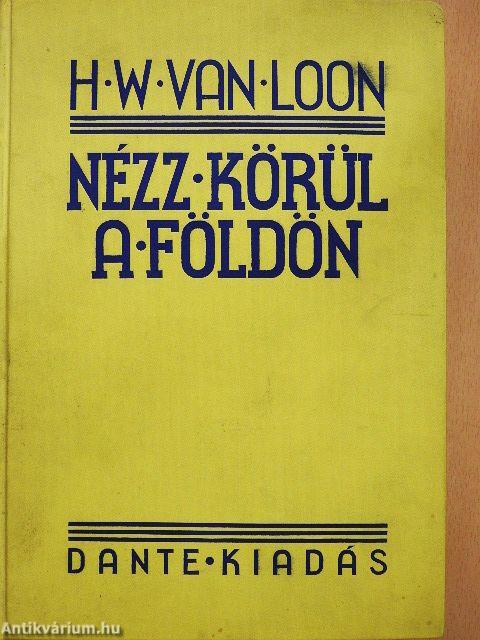 H·W·VAN·LOON
NÉZZ·KÖRÜL
A·FÖLDÖN
DANTE·KIADÁS
Antikvárium.hu